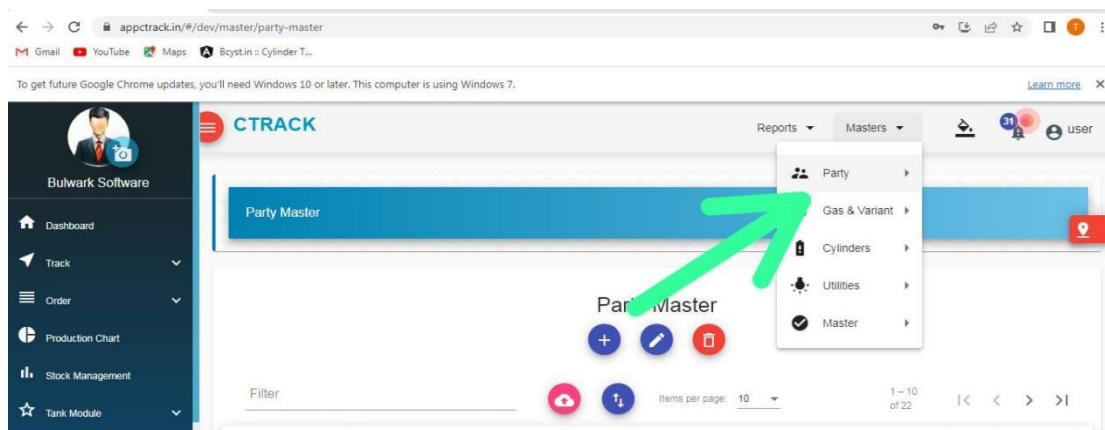 appctrack.in/#/dev/master/party-master
T
Gmail YouTube Maps Bcyst.in :: Cylinder T...
To get future Google Chrome updates, you'll need Windows 10 or later. This computer is using Windows 7. Learn more
CTRACK Reports Masters 31 user
Bulwark Software
Party
Gas & Variant
Cylinders
Utilities
Master
Party Master
Dashboard
Track
Order
Production Chart
Stock Management
Tank Module
Master
Filter Items per page: 10 1 – 10 of 22